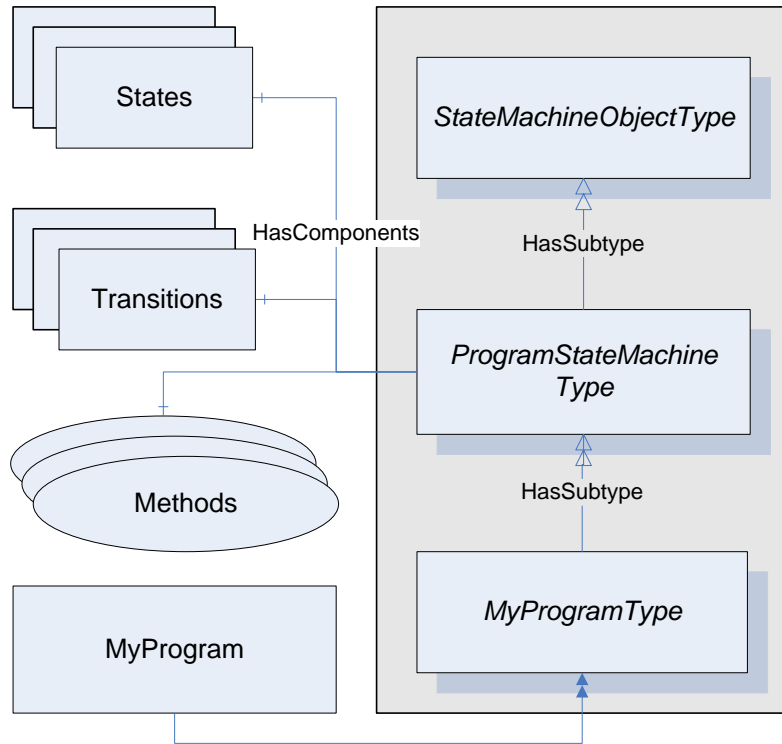 States
StateMachineObjectType
HasComponents
HasSubtype
Transitions
ProgramStateMachine
Type
Methods
HasSubtype
MyProgram
MyProgramType